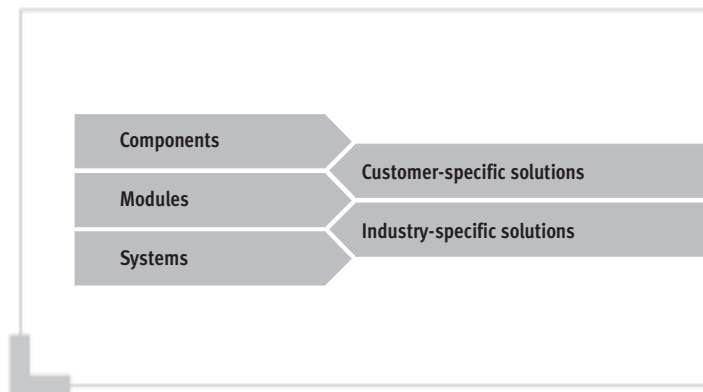 Components
Modules
Systems
Customer-specific solutions
Industry-specific solutions